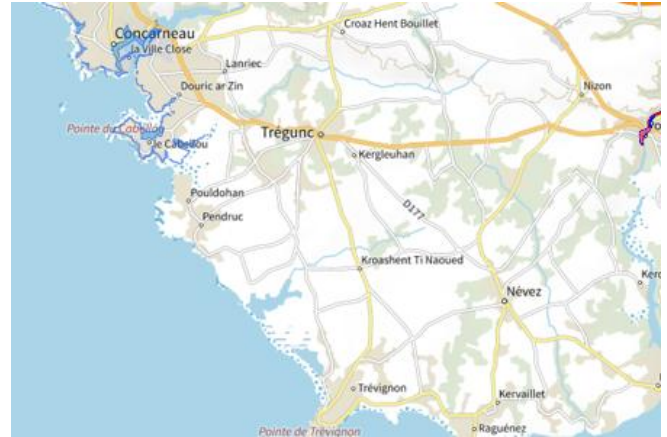 Croaz Hent Bouillet
Concarneau
la Ville Close
Lanriec
Douric ar Zin
Nizon
Pointe du Cabellou
le Cabellou
Trégunc
Kergleuhan
Pouldohan
Pendruc
D177
Kroashent Ti Naoued
Névez
Trévignon
Kervaillet
Pointe de Trévignon
Raguénez